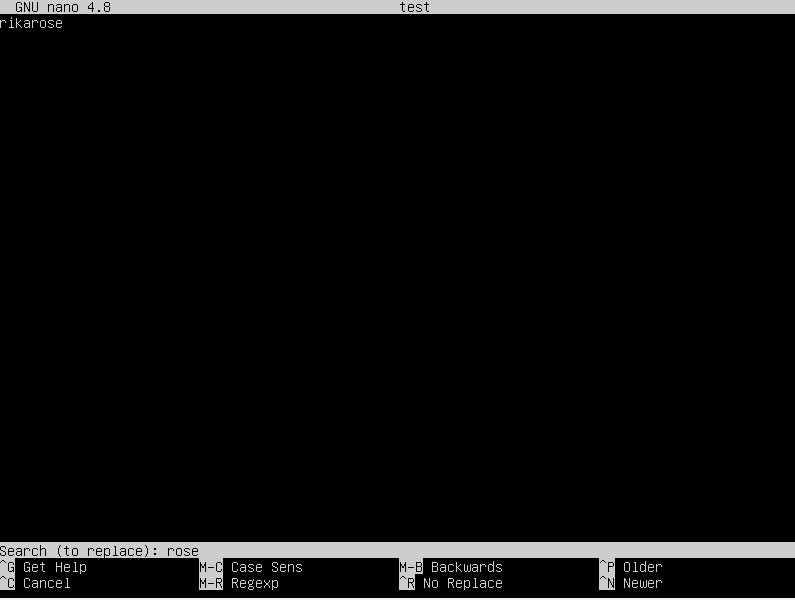 GNU nano 4.8 test
rikarose
Search (to replace): rose
^G Get Help M-C Case Sens M-B Backwards ^P Older
^C Cancel M-R Regexp ^R No Replace ^N Newer